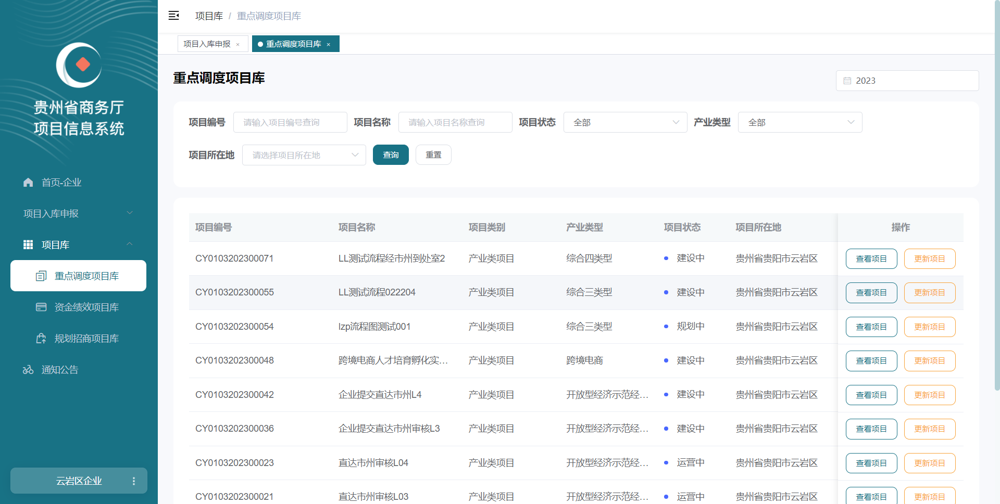 贵州省商务厅
项目信息系统
首页-企业
项目入库申报
项目库
重点调度项目库
资金绩效项目库
规划招商项目库
通知公告
云岩区企业
项目库 / 重点调度项目库
项目入库申报 × 重点调度项目库 ×
重点调度项目库
2023
项目编号 请输入项目编号查询 项目名称 请输入项目名称查询 项目状态 全部 产业类型 全部
项目所在地 请选择项目所在地 查询 重置
项目编号 项目名称 项目类别 产业类型 项目状态 项目所在地 操作
CY0103202300071 LL测试流程经市州到处室2 产业类项目 综合四类型 建设中 贵州省贵阳市云岩区 查看项目 更新项目
CY0103202300055 LL测试流程022204 产业类项目 综合三类型 建设中 贵州省贵阳市云岩区 查看项目 更新项目
CY0103202300054 lzp流程图测试001 产业类项目 综合三类型 规划中 贵州省贵阳市云岩区 查看项目 更新项目
CY0103202300048 跨境电商人才培育孵化实… 产业类项目 跨境电商 建设中 贵州省贵阳市云岩区 查看项目 更新项目
CY0103202300042 企业提交直达市州L4 产业类项目 开放型经济示范经… 建设中 贵州省贵阳市云岩区 查看项目 更新项目
CY0103202300036 企业提交直达市州审核L3 产业类项目 开放型经济示范经… 建设中 贵州省贵阳市云岩区 查看项目 更新项目
CY0103202300023 直达市州审核L04 产业类项目 开放型经济示范经… 运营中 贵州省贵阳市云岩区 查看项目 更新项目
CY0103202300021 直达市州审核L03 产业类项目 开放型经济示范经… 运营中 贵州省贵阳市云岩区 查看项目 更新项目